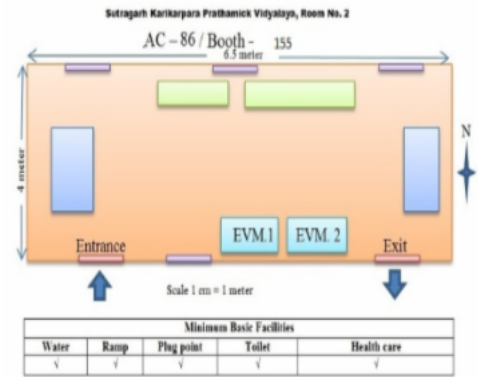 Sutragarh Karikarpara Prathamick Vidyalaya, Room No. 2
AC – 86 / Booth - 155
6.5 meter
4 meter
N
EVM.1
EVM. 2
Entrance
Exit
Scale 1 cm = 1 meter
Minimum Basic Facilities
Water Ramp Plug point Toilet Health care
√ √ √ √ √